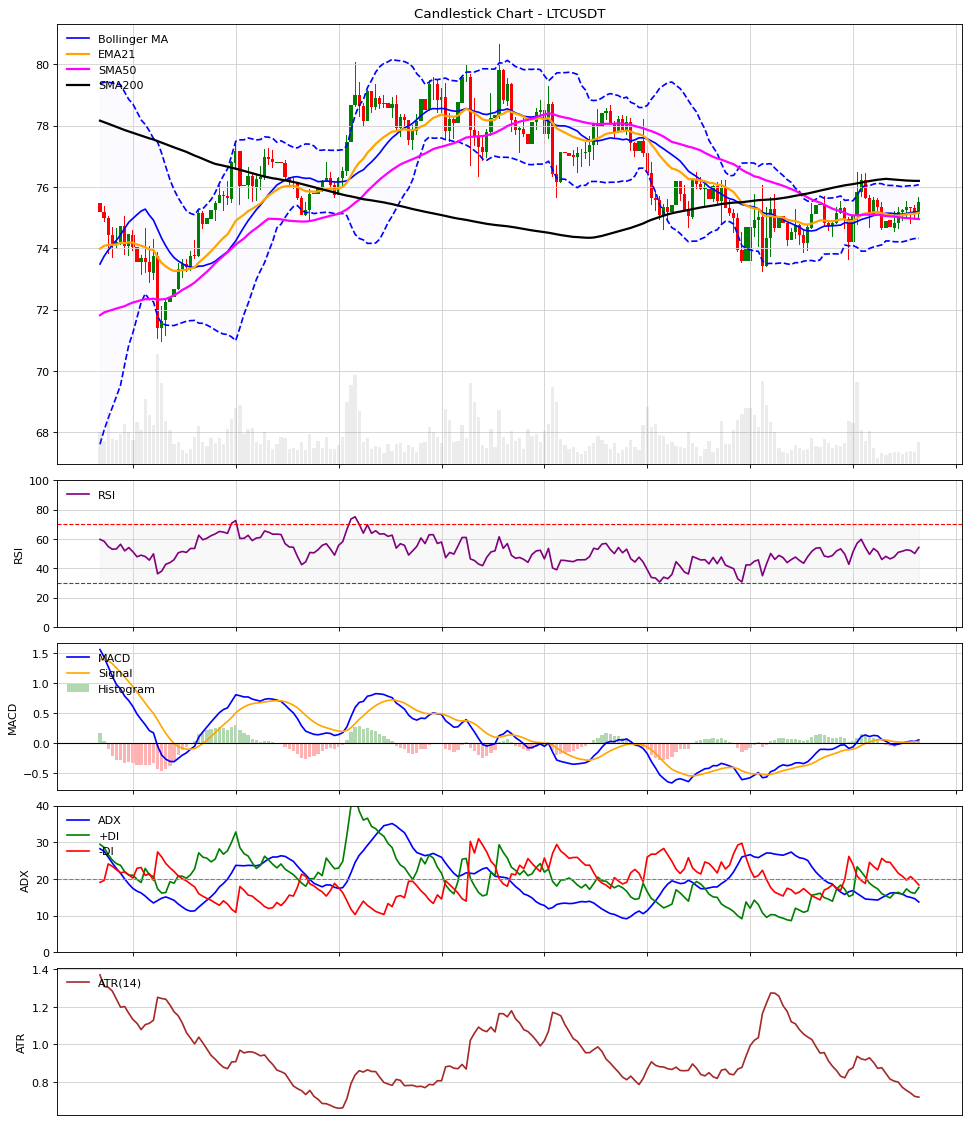 Candlestick Chart - LTCUSDT
Bollinger MA
EMA21
SMA50
SMA200
80
78
76
74
72
70
68
RSI
100
80
60
40
20
0
RSI
MACD
Signal
Histogram
1.5
1.0
0.5
0.0
−0.5
MACD
ADX
+DI
-DI
40
30
20
10
0
ADX
ATR(14)
1.4
1.2
1.0
0.8
ATR